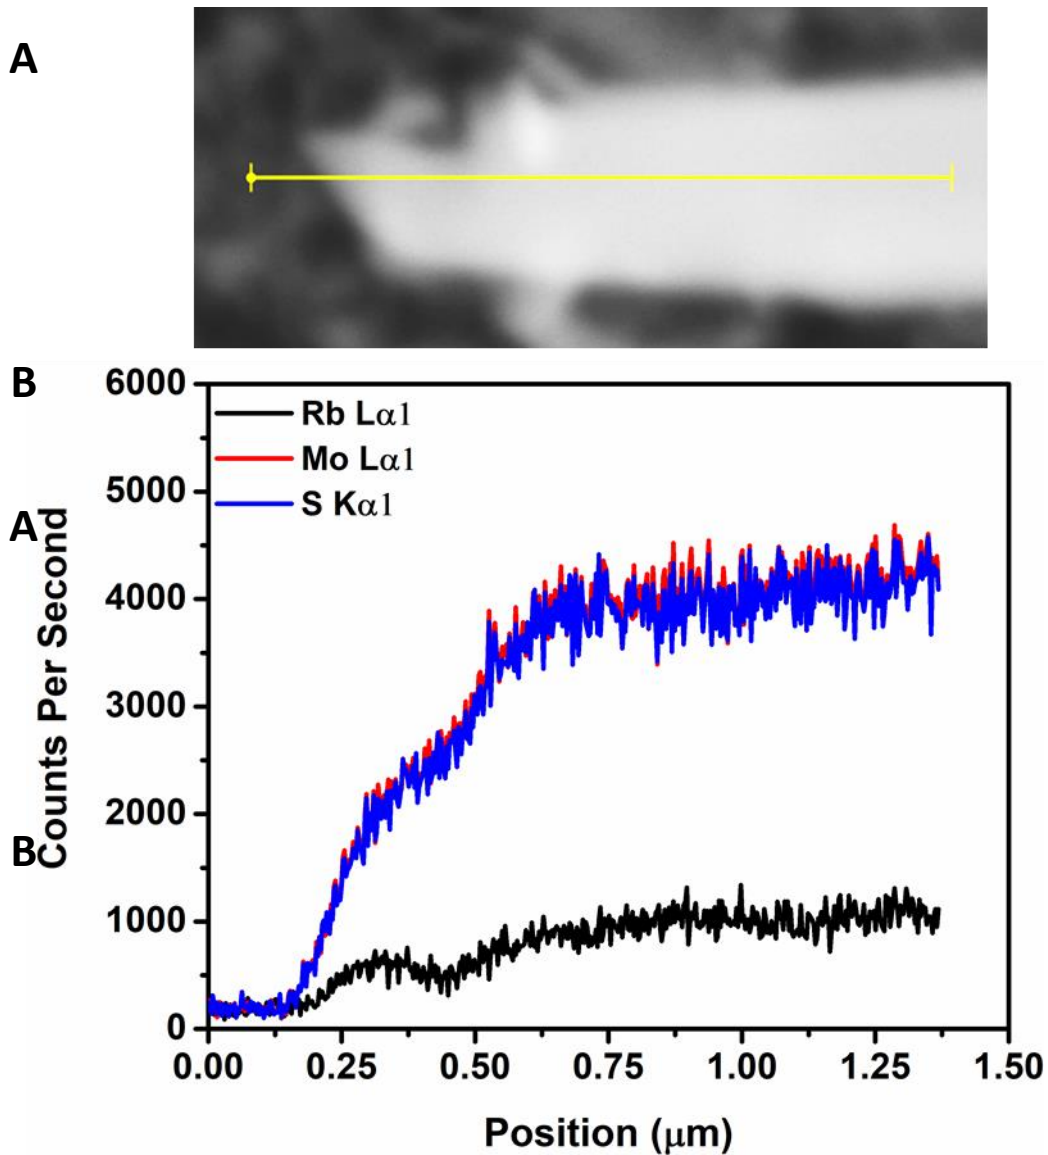 A
B
6000
Rb Lα1
Mo Lα1
5000
S Kα1
A
4000
Counts Per Second
3000
2000
B
1000
0
0.00 0.25 0.50 0.75 1.00 1.25 1.50
Position (μm)